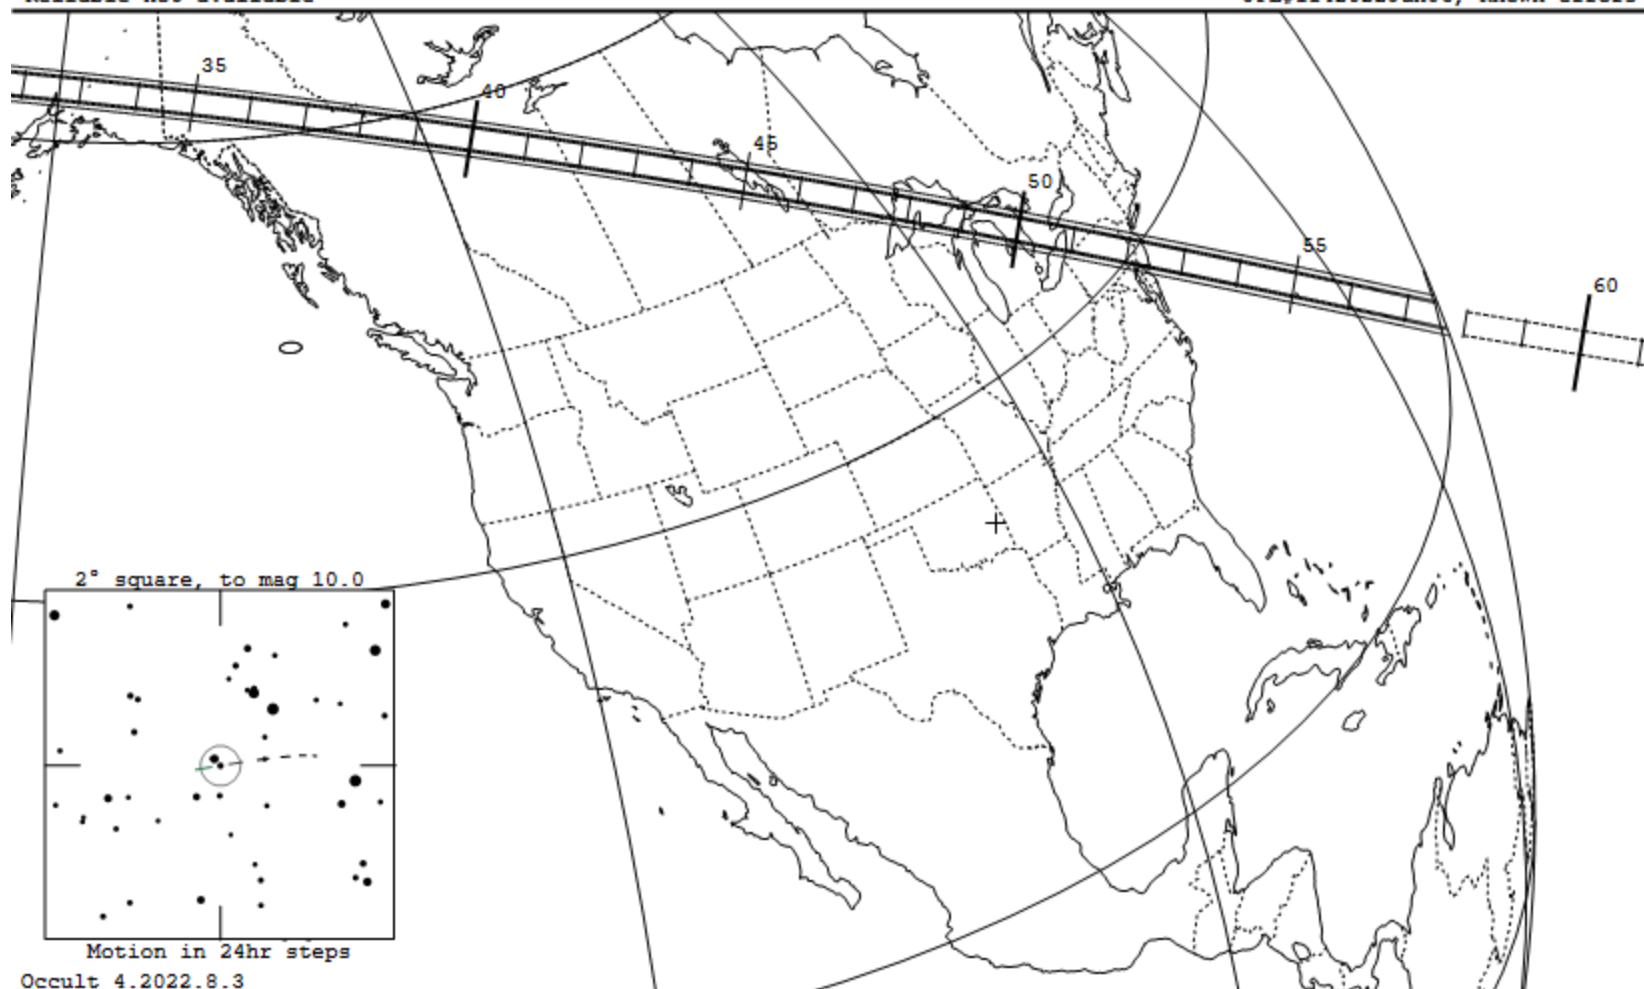 35
40
45
50
55
60
2° square, to mag 10.0
Motion in 24hr steps
Occult 4.2022.8.3